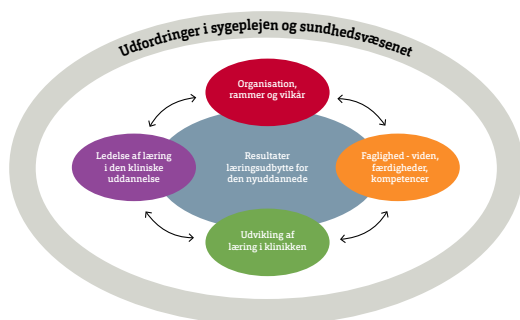 Udfordringer i sygeplejen og sundhedsvæsenet
Organisation,
rammer og vilkår
Ledelse af læring
i den kliniske
uddannelse
Resultater
læringsudbytte for
den nyuddannede
Faglighed - viden,
færdigheder,
kompetencer
Udvikling af
læring i klinikken